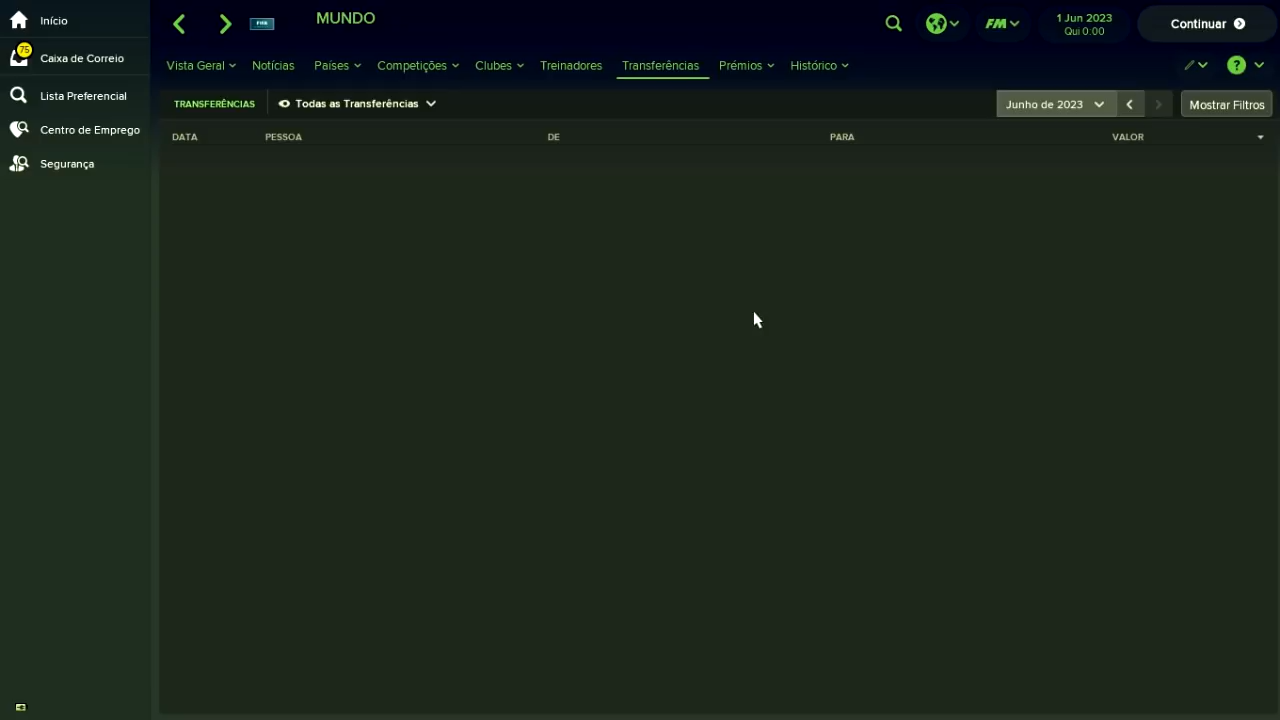 Início
75
Caixa de Correio
Lista Preferencial
Centro de Emprego
Segurança
FMB
MUNDO
FM
1 Jun 2023
Qui 0:00
Continuar
Vista Geral
Notícias
Países
Competições
Clubes
Treinadores
Transferências
Prémios
Histórico
?
TRANSFERÊNCIAS
Todas as Transferências
Junho de 2023
Mostrar Filtros
DATA
PESSOA
DE
PARA
VALOR